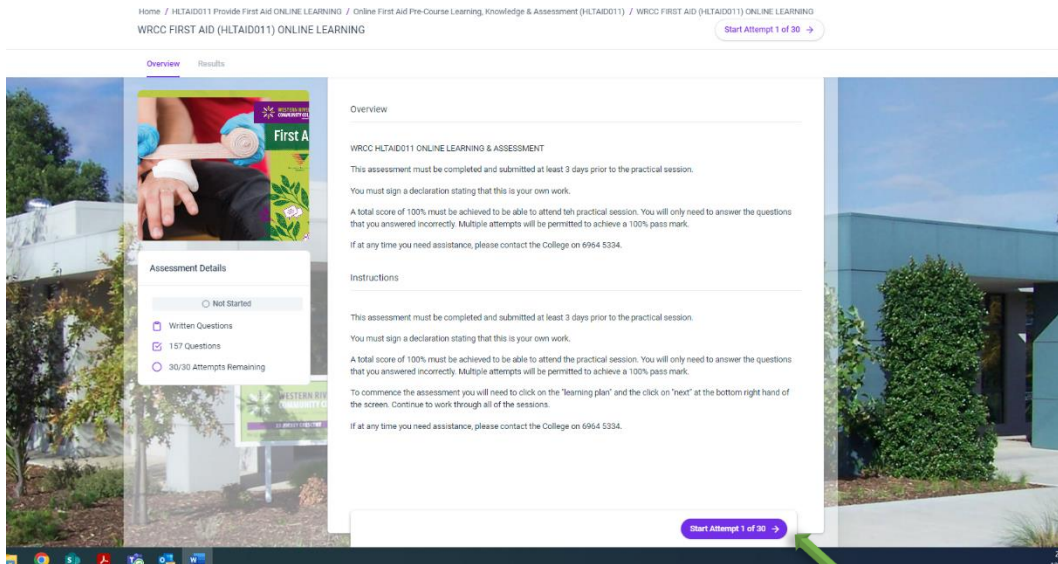 Home / HLTAID011 Provide First Aid ONLINE LEARNING / Online First Aid Pre-Course Learning, Knowledge & Assessment (HLTAID011) / WRCC FIRST AID (HLTAID011) ONLINE LEARNING
WRCC FIRST AID (HLTAID011) ONLINE LEARNING
Start Attempt 1 of 30 →
Overview Results
WESTERN RIVE
COMMUNITY COL
First A
Assessment Details
Not Started
Written Questions
157 Questions
30/30 Attempts Remaining
WESTERN RIV
COMMUNITY CO
Overview
WRCC HLTAID011 ONLINE LEARNING & ASSESSMENT
This assessment must be completed and submitted at least 3 days prior to the practical session.
You must sign a declaration stating that this is your own work.
A total score of 100% must be achieved to be able to attend teh practical session. You will only need to answer the questions
that you answered incorrectly. Multiple attempts will be permitted to achieve a 100% pass mark.
If at any time you need assistance, please contact the College on 6964 5334.
Instructions
This assessment must be completed and submitted at least 3 days prior to the practical session.
You must sign a declaration stating that this is your own work.
A total score of 100% must be achieved to be able to attend the practical session. You will only need to answer the questions
that you answered incorrectly. Multiple attempts will be permitted to achieve a 100% pass mark.
To commence the assessment you will need to click on the "learning plan" and the click on "next" at the bottom right hand of
the screen. Continue to work through all of the sessions.
If at any time you need assistance, please contact the College on 6964 5334.
Start Attempt 1 of 30 →